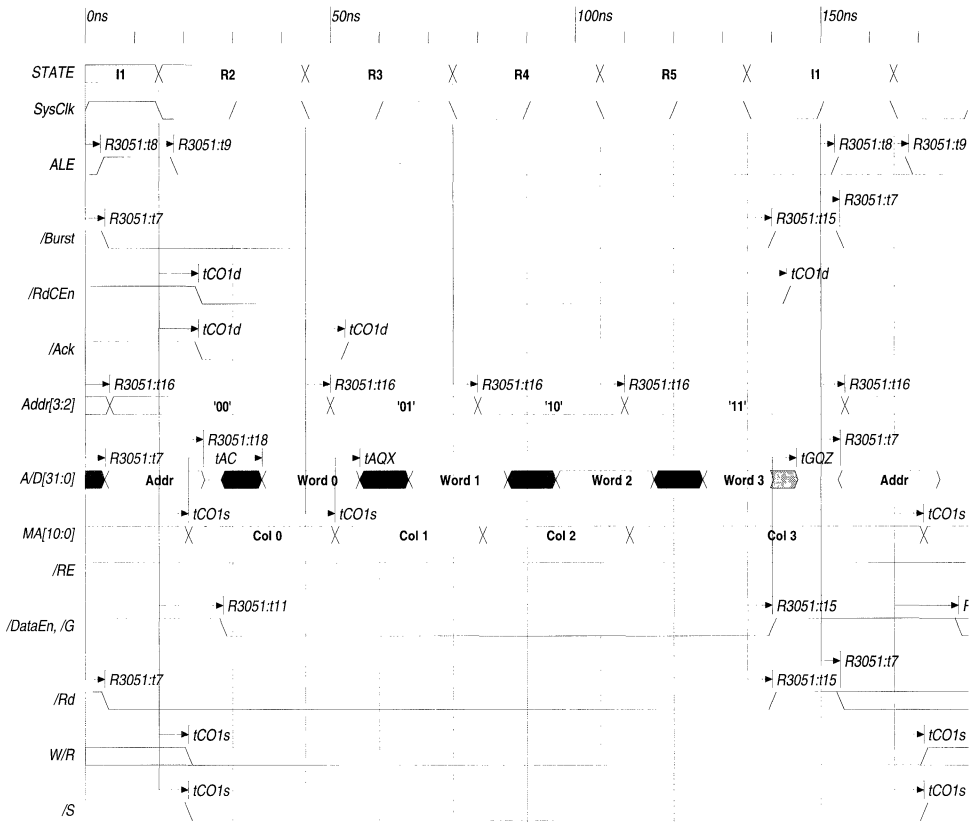 0ns 50ns 100ns 150ns
STATE I1 R2 R3 R4 R5 I1
SysClk
R3051:t8 R3051:t9 R3051:t8 R3051:t9
ALE
R3051:t7
R3051:t7 R3051:t15
/Burst
tCO1d tCO1d
/RdCEn
tCO1d tCO1d
/Ack
R3051:t16 R3051:t16 R3051:t16 R3051:t16 R3051:t16
Addr[3:2] '00' '01' '10' '11'
R3051:t18 R3051:t7
R3051:t7 tAC tAQX tGQZ
A/D[31:0] Addr Word 0 Word 1 Word 2 Word 3 Addr
tCO1s tCO1s tCO1s
MA[10:0] Col 0 Col 1 Col 2 Col 3
/RE
R3051:t11 R3051:t15
/DataEn, /G
R3051:t7
R3051:t7 R3051:t15
/Rd
tCO1s tCO1s
W/R
tCO1s tCO1s
/S